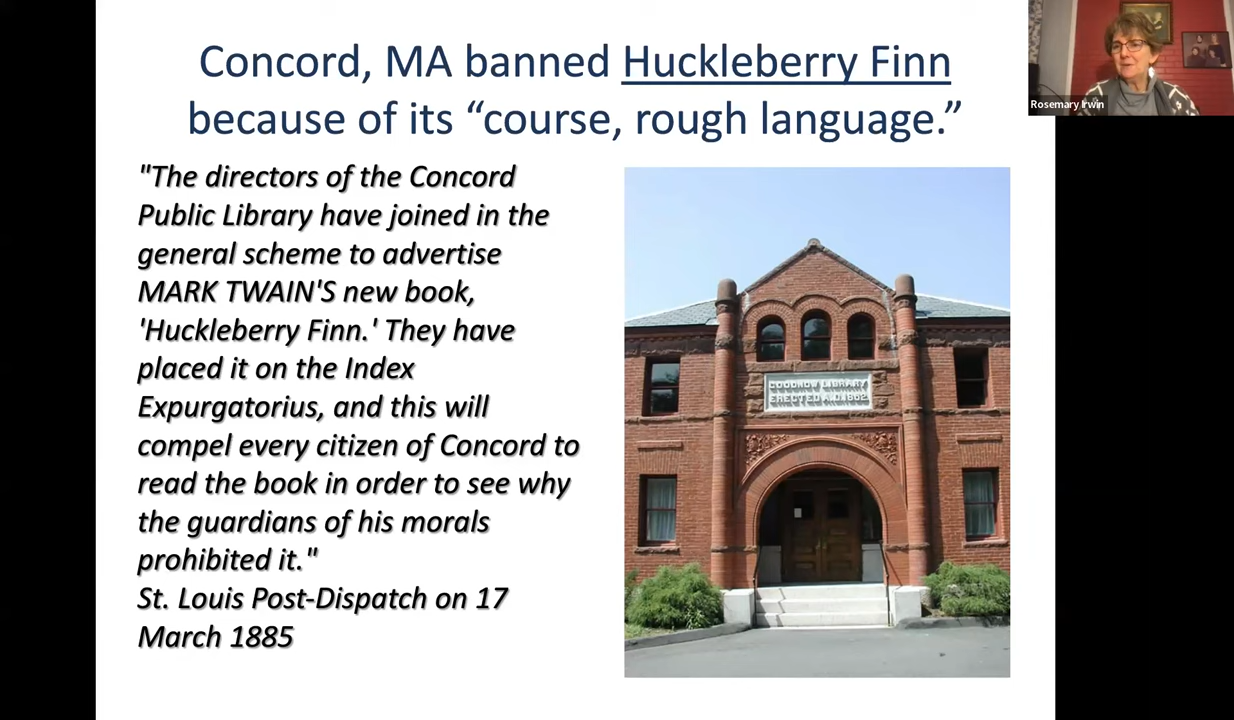 Concord, MA banned Huckleberry Finn
because of its “course, rough language.”
"The directors of the Concord
Public Library have joined in the
general scheme to advertise
MARK TWAIN'S new book,
'Huckleberry Finn.' They have
placed it on the Index
Expurgatorius, and this will
compel every citizen of Concord to
read the book in order to see why
the guardians of his morals
prohibited it."
St. Louis Post-Dispatch on 17
March 1885
GOODNOW LIBRARY
ERECTED A.D. 1862
Rosemary Irwin